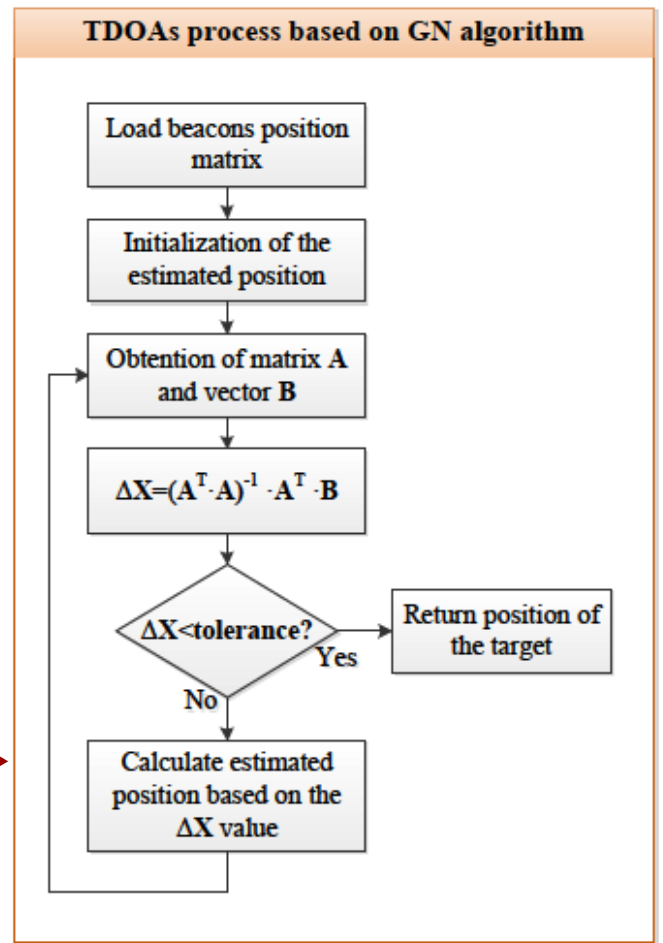 TDOAs process based on GN algorithm
Load beacons position
matrix
Initialization of the
estimated position
Obtention of matrix A
and vector B
ΔX=(Aᵀ·A)⁻¹ ·Aᵀ ·B
ΔX<tolerance?
Yes
Return position of
the target
No
Calculate estimated
position based on the
ΔX value